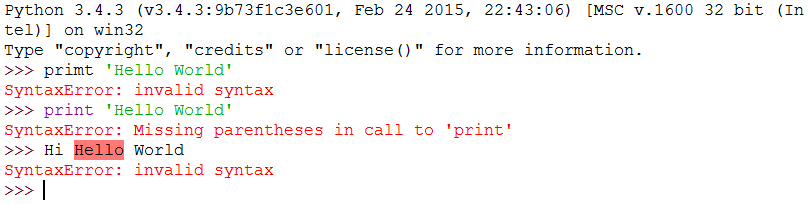 Python 3.4.3 (v3.4.3:9b73f1c3e601, Feb 24 2015, 22:43:06) [MSC v.1600 32 bit (In
tel)] on win32
Type "copyright", "credits" or "license()" for more information.
>>> primt 'Hello World'
SyntaxError: invalid syntax
>>> print 'Hello World'
SyntaxError: Missing parentheses in call to 'print'
>>> Hi Hello World
SyntaxError: invalid syntax
>>>